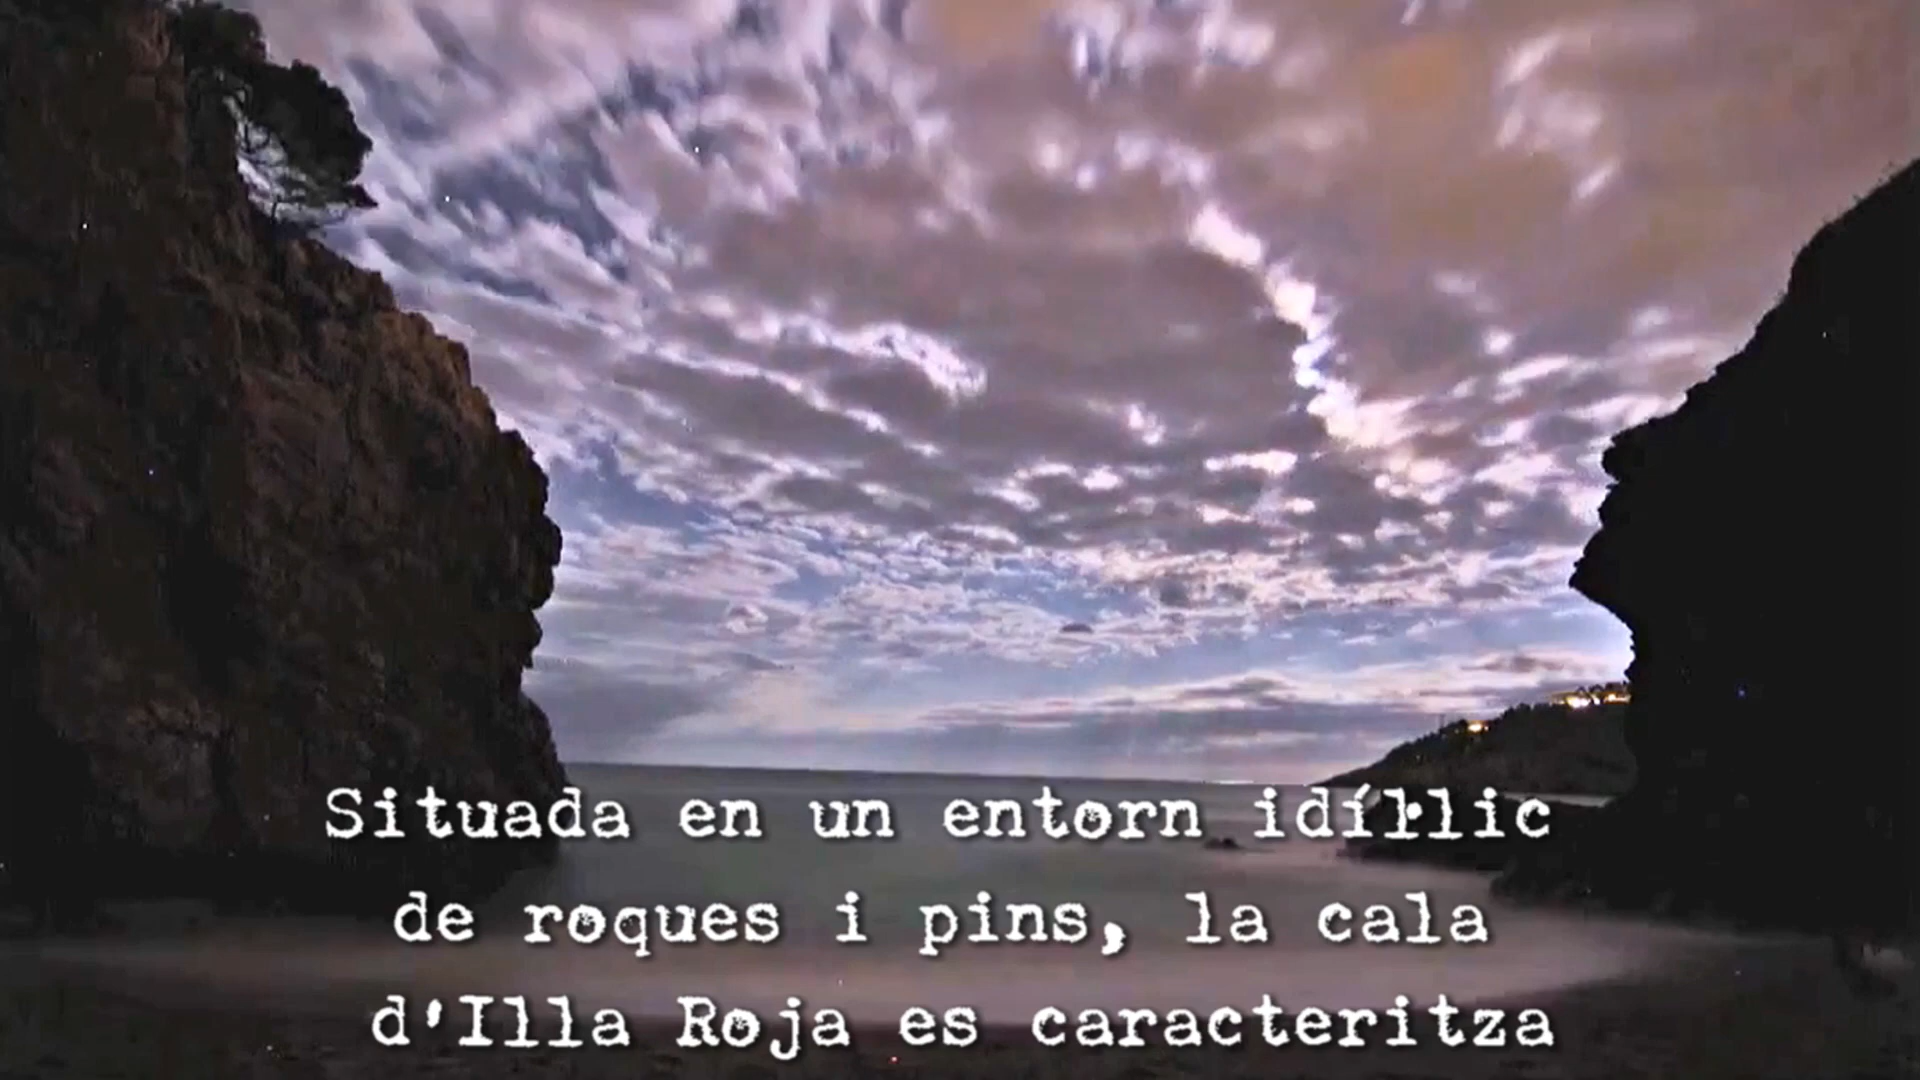 Situada en un entorn idíl·lic
de roques i pins, la cala
d'Illa Roja es caracteritza